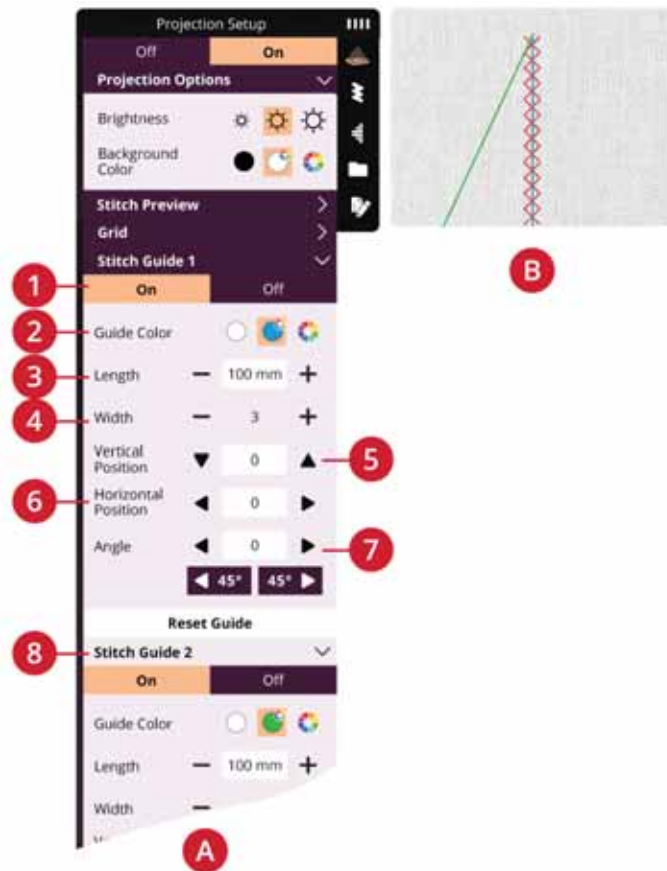 Projection Setup
Off On
Projection Options
Brightness
Background
Color
Stitch Preview
Grid
Stitch Guide 1
1 On Off
2 Guide Color
3 Length 100 mm
4 Width 3
Vertical
Position 0 5
6 Horizontal
Position 0
Angle 0 7
45° 45°
Reset Guide
8 Stitch Guide 2
On Off
Guide Color
Length 100 mm
Width
A
B